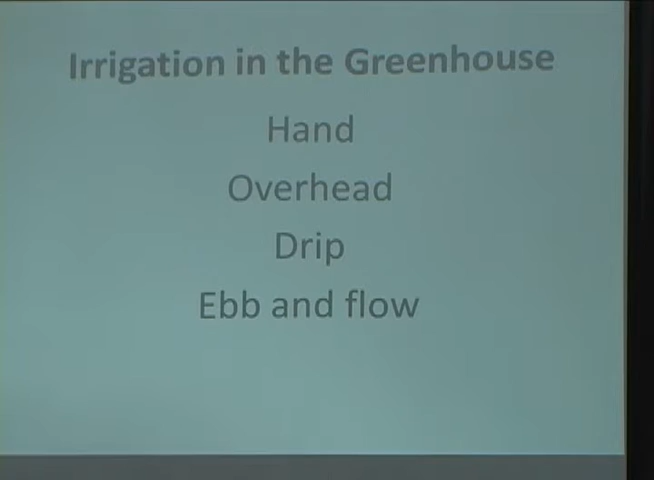 Irrigation in the Greenhouse
Hand
Overhead
Drip
Ebb and flow